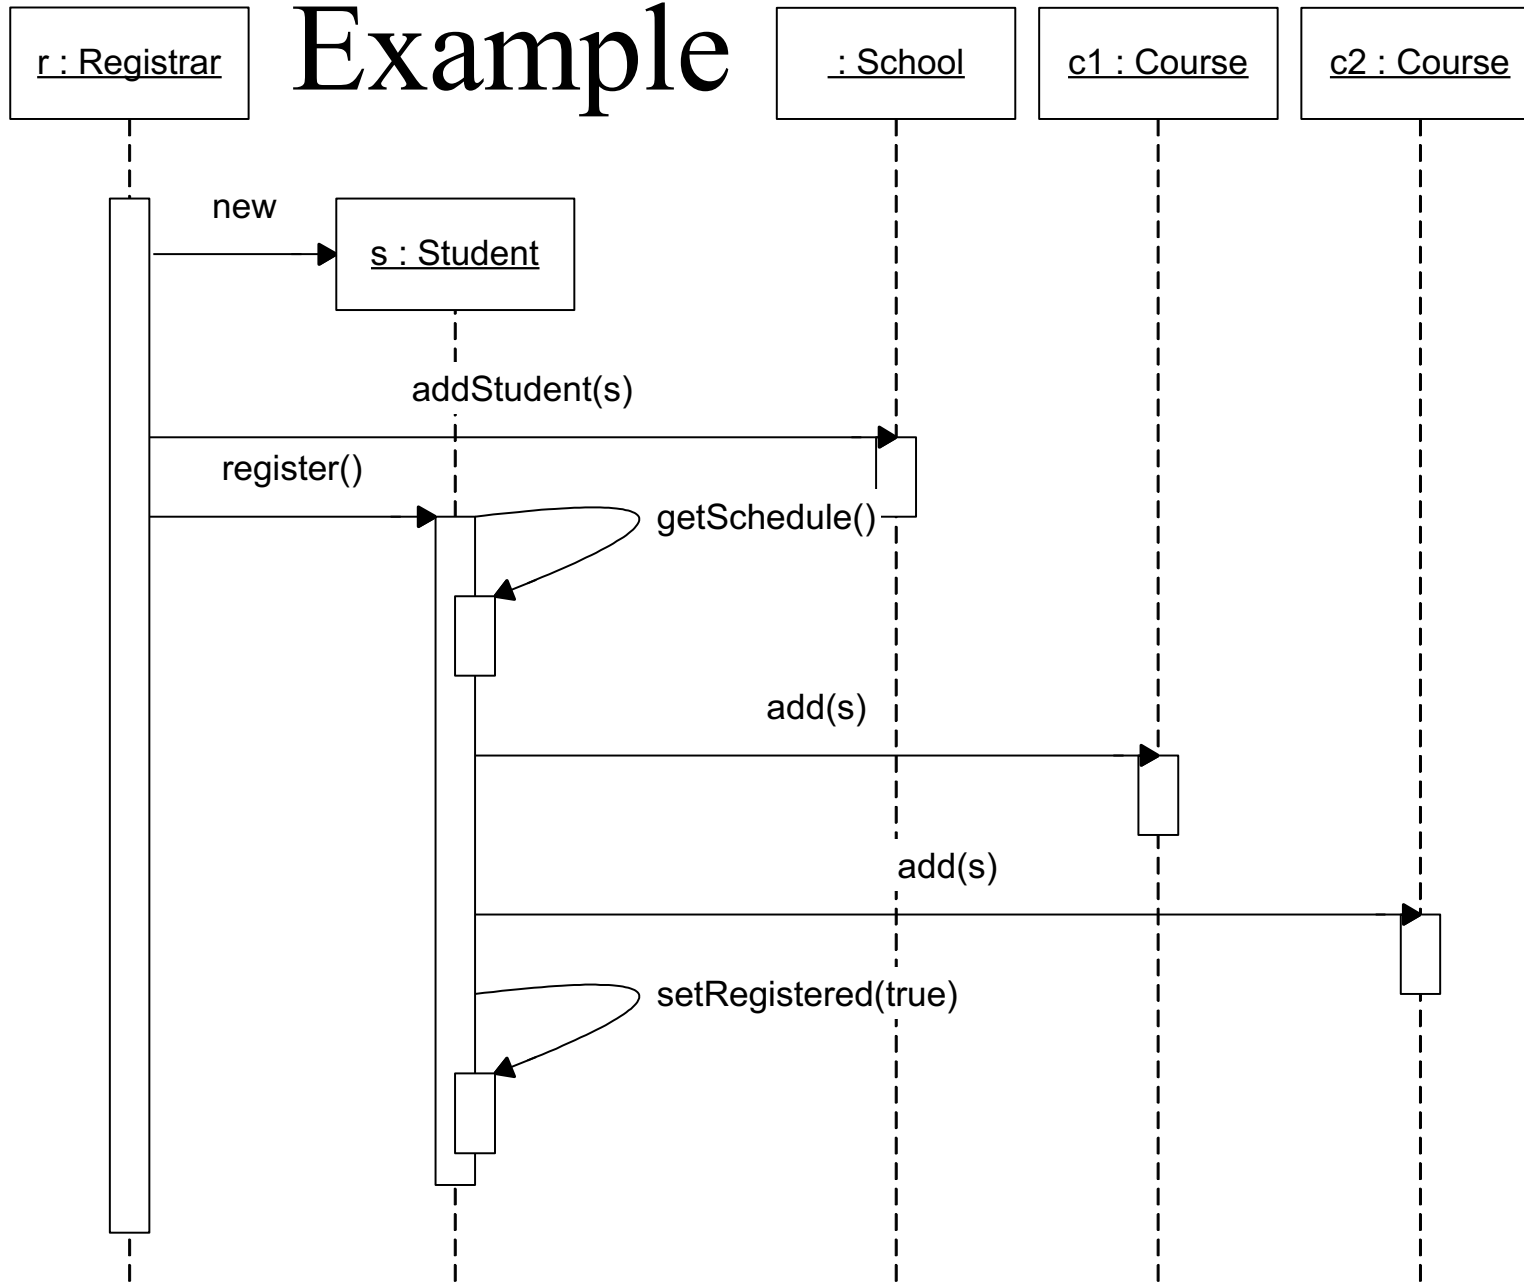 Example
r : Registrar
: School
c1 : Course
c2 : Course
new
s : Student
addStudent(s)
register()
getSchedule()
add(s)
add(s)
setRegistered(true)